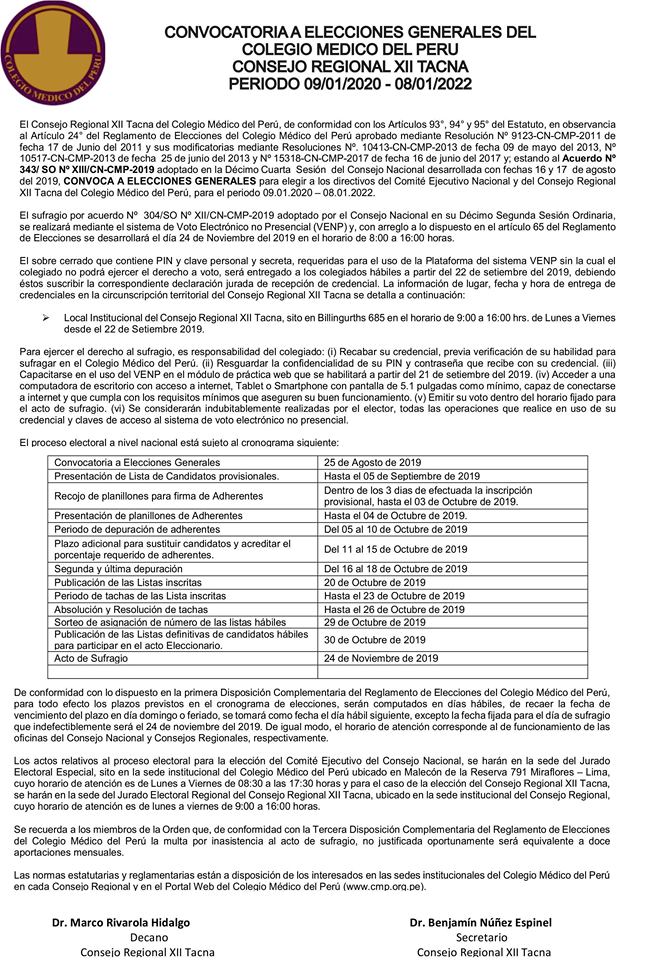 COLEGIO MEDICO DEL PERU
CONVOCATORIA A ELECCIONES GENERALES DEL
COLEGIO MEDICO DEL PERU
CONSEJO REGIONAL XII TACNA
PERIODO 09/01/2020 - 08/01/2022
El Consejo Regional XII Tacna del Colegio Médico del Perú, de conformidad con los Artículos 93°, 94° y 95° del Estatuto, en observancia
al Artículo 24° del Reglamento de Elecciones del Colegio Médico del Perú aprobado mediante Resolución Nº 9123-CN-CMP-2011 de
fecha 17 de Junio del 2011 y sus modificatorias mediante Resoluciones Nº. 10413-CN-CMP-2013 de fecha 09 de mayo del 2013, Nº
10517-CN-CMP-2013 de fecha 25 de junio del 2013 y Nº 15318-CN-CMP-2017 de fecha 16 de junio del 2017 y; estando al Acuerdo Nº
343/ SO Nº XIII/CN-CMP-2019 adoptado en la Décimo Cuarta Sesión del Consejo Nacional desarrollada con fechas 16 y 17 de agosto
del 2019, CONVOCA A ELECCIONES GENERALES para elegir a los directivos del Comité Ejecutivo Nacional y del Consejo Regional
XII Tacna del Colegio Médico del Perú, para el periodo 09.01.2020 – 08.01.2022.
El sufragio por acuerdo Nº 304/SO Nº XII/CN-CMP-2019 adoptado por el Consejo Nacional en su Décimo Segunda Sesión Ordinaria,
se realizará mediante el sistema de Voto Electrónico no Presencial (VENP) y, con arreglo a lo dispuesto en el artículo 65 del Reglamento
de Elecciones se desarrollará el día 24 de Noviembre del 2019 en el horario de 8:00 a 16:00 horas.
El sobre cerrado que contiene PIN y clave personal y secreta, requeridas para el uso de la Plataforma del sistema VENP sin la cual el
colegiado no podrá ejercer el derecho a voto, será entregado a los colegiados hábiles a partir del 22 de setiembre del 2019, debiendo
éstos suscribir la correspondiente declaración jurada de recepción de credencial. La información de lugar, fecha y hora de entrega de
credenciales en la circunscripción territorial del Consejo Regional XII Tacna se detalla a continuación:
➢ Local Institucional del Consejo Regional XII Tacna, sito en Billingurths 685 en el horario de 9:00 a 16:00 hrs. de Lunes a Viernes
desde el 22 de Setiembre 2019.
Para ejercer el derecho al sufragio, es responsabilidad del colegiado: (i) Recabar su credencial, previa verificación de su habilidad para
sufragar en el Colegio Médico del Perú. (ii) Resguardar la confidencialidad de su PIN y contraseña que recibe con su credencial. (iii)
Capacitarse en el uso del VENP en el módulo de práctica web que se habilitará a partir del 21 de setiembre del 2019. (iv) Acceder a una
computadora de escritorio con acceso a internet, Tablet o Smartphone con pantalla de 5.1 pulgadas como mínimo, capaz de conectarse
a internet y que cumpla con los requisitos mínimos que aseguren su buen funcionamiento. (v) Emitir su voto dentro del horario fijado para
el acto de sufragio. (vi) Se considerarán indubitablemente realizadas por el elector, todas las operaciones que realice en uso de su
credencial y claves de acceso al sistema de voto electrónico no presencial.
El proceso electoral a nivel nacional está sujeto al cronograma siguiente:
Convocatoria a Elecciones Generales 25 de Agosto de 2019
Presentación de Lista de Candidatos provisionales. Hasta el 05 de Septiembre de 2019
Recojo de planillones para firma de Adherentes Dentro de los 3 dias de efectuada la inscripción
provisional, hasta el 03 de Octubre de 2019.
Presentación de planillones de Adherentes Hasta el 04 de Octubre de 2019.
Periodo de depuración de adherentes Del 05 al 10 de Octubre de 2019
Plazo adicional para sustituir candidatos y acreditar el
porcentaje requerido de adherentes. Del 11 al 15 de Octubre de 2019
Segunda y última depuración Del 16 al 18 de Octubre de 2019
Publicación de las Listas inscritas 20 de Octubre de 2019
Periodo de tachas de las Lista inscritas Hasta el 23 de Octubre de 2019
Absolución y Resolución de tachas Hasta el 26 de Octubre de 2019
Sorteo de asignación de número de las listas hábiles 29 de Octubre de 2019
Publicación de las Listas definitivas de candidatos hábiles
para participar en el acto Eleccionario. 30 de Octubre de 2019
Acto de Sufragio 24 de Noviembre de 2019
De conformidad con lo dispuesto en la primera Disposición Complementaria del Reglamento de Elecciones del Colegio Médico del Perú,
para todo efecto los plazos previstos en el cronograma de elecciones, serán computados en días hábiles, de recaer la fecha de
vencimiento del plazo en día domingo o feriado, se tomará como fecha el día hábil siguiente, excepto la fecha fijada para el día de sufragio
que indefectiblemente será el 24 de noviembre del 2019. De igual modo, el horario de atención corresponde al de funcionamiento de las
oficinas del Consejo Nacional y Consejos Regionales, respectivamente.
Los actos relativos al proceso electoral para la elección del Comité Ejecutivo del Consejo Nacional, se harán en la sede del Jurado
Electoral Especial, sito en la sede institucional del Colegio Médico del Perú ubicado en Malecón de la Reserva 791 Miraflores – Lima,
cuyo horario de atención es de Lunes a Viernes de 08:30 a las 17:30 horas y para el caso de la elección del Consejo Regional XII Tacna,
se harán en la sede del Jurado Electoral Regional del Consejo Regional XII Tacna, ubicado en la sede institucional del Consejo Regional,
cuyo horario de atención es de lunes a viernes de 9:00 a 16:00 horas.
Se recuerda a los miembros de la Orden que, de conformidad con la Tercera Disposición Complementaria del Reglamento de Elecciones
del Colegio Médico del Perú la multa por inasistencia al acto de sufragio, no justificada oportunamente será equivalente a doce
aportaciones mensuales.
Las normas estatutarias y reglamentarias están a disposición de los interesados en las sedes institucionales del Colegio Médico del Perú
en cada Consejo Regional y en el Portal Web del Colegio Médico del Perú (www.cmp.org.pe).
Dr. Marco Rivarola Hidalgo Dr. Benjamín Núñez Espinel
Decano Secretario
Consejo Regional XII Tacna Consejo Regional XII Tacna